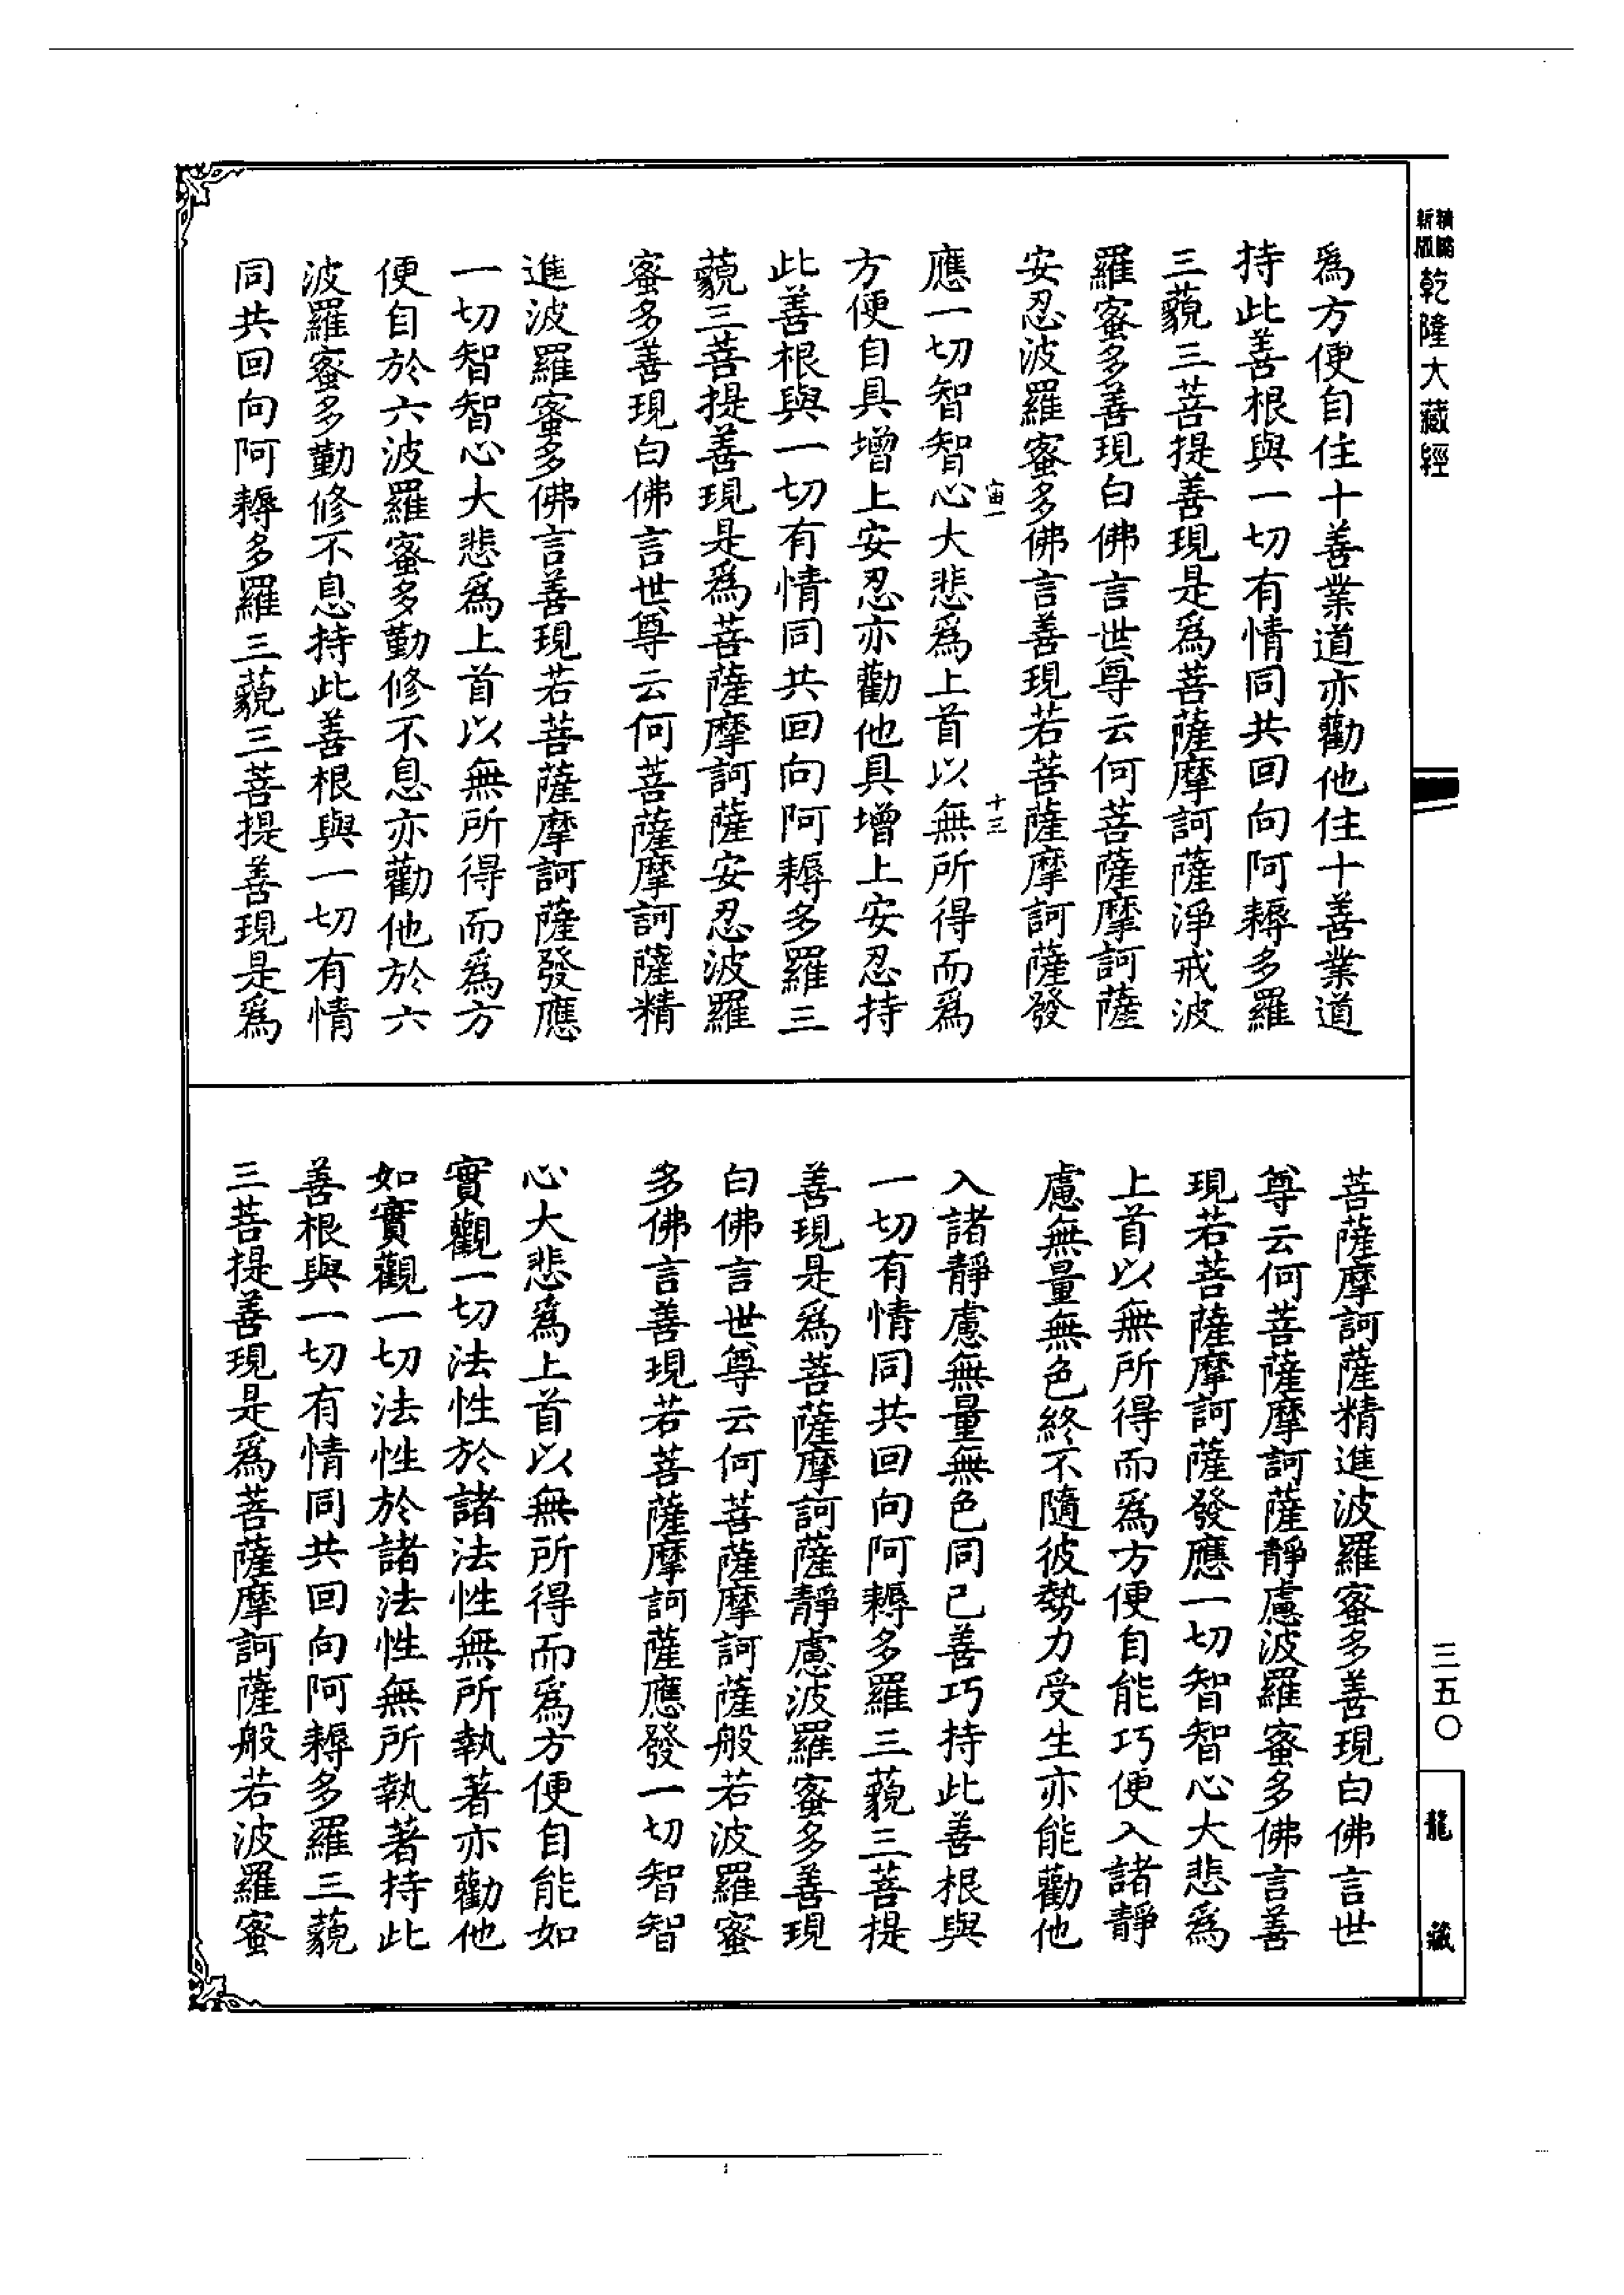 精縮新版乾隆大藏經
為方便自住十善業道亦勸他住十善業道
持此善根與一切有情同共回向阿耨多羅
三藐三菩提善現是為菩薩摩訶薩淨戒波
羅蜜多善現白佛言世尊云何菩薩摩訶薩
安忍波羅蜜多佛言善現若菩薩摩訶薩發
宙一
十三
應一切智智心大悲為上首以無所得而為
方便自具增上安忍亦勸他具增上安忍持
此善根與一切有情同共回向阿耨多羅三
藐三菩提善現是為菩薩摩訶薩安忍波羅
蜜多善現白佛言世尊云何菩薩摩訶薩精
進波羅蜜多佛言善現若菩薩摩訶薩發應
一切智智心大悲為上首以無所得而為方
便自於六波羅蜜多勤修不息亦勸他於六
波羅蜜多勤修不息持此善根與一切有情
同共回向阿耨多羅三藐三菩提善現是為
菩薩摩訶薩精進波羅蜜多善現白佛言世
尊云何菩薩摩訶薩靜慮波羅蜜多佛言善
現若菩薩摩訶薩發應一切智智心大悲為
上首以無所得而為方便自能巧便入諸靜
慮無量無色終不隨彼勢力受生亦能勸他
入諸靜慮無量無色同己善巧持此善根與
一切有情同共回向阿耨多羅三藐三菩提
善現是為菩薩摩訶薩靜慮波羅蜜多善現
白佛言世尊云何菩薩摩訶薩般若波羅蜜
多佛言善現若菩薩摩訶薩應發一切智智
心大悲為上首以無所得而為方便自能如
實觀一切法性於諸法性無所執著亦勸他
如實觀一切法性於諸法性無所執著持此
善根與一切有情同共回向阿耨多羅三藐
三菩提善現是為菩薩摩訶薩般若波羅蜜
三五〇
龍藏